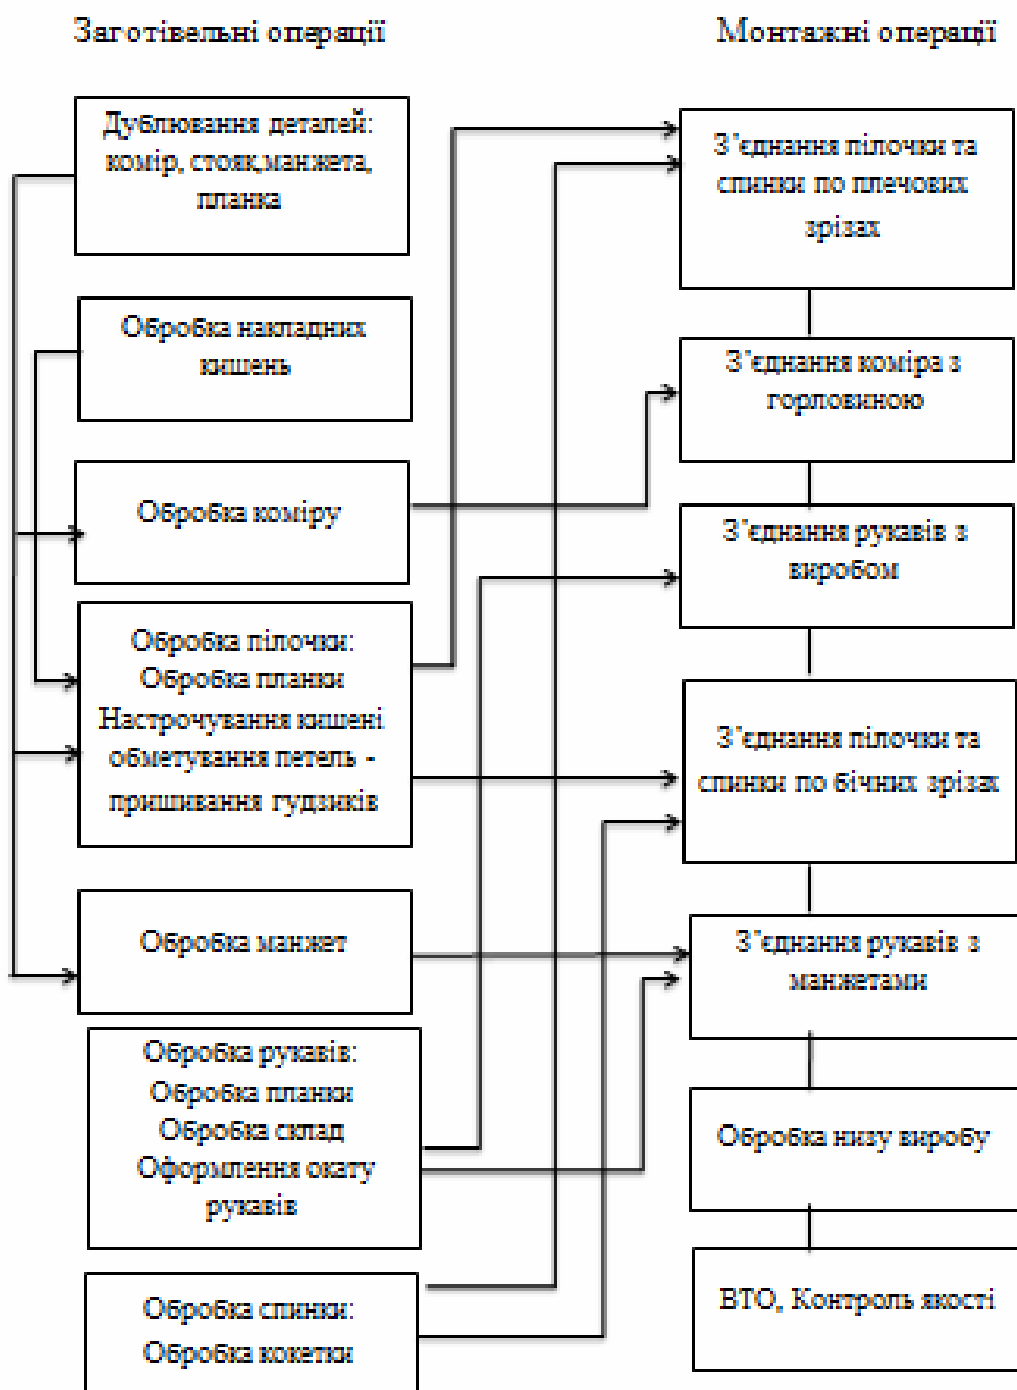 Заготівельні операції
Дублювання деталей:
комір, стояк,манжета,
планка
Обробка накладних
кишень
Обробка коміру
Обробка пілочки:
Обробка планки
Настрочування кишені
обметування петель -
пришивання гудзиків
Обробка манжет
Обробка рукавів:
Обробка планки
Обробка склад
Оформлення окату
рукавів
Обробка спинки:
Обробка кокетки
Монтажні операції
З'єднання пілочки та
спинки по плечових
зрізах
З'єднання коміра з
горловиною
З'єднання рукавів з
виробом
З'єднання пілочки та
спинки по бічних зрізах
З'єднання рукавів з
манжетами
Обробка низу виробу
ВТО, Контроль якості